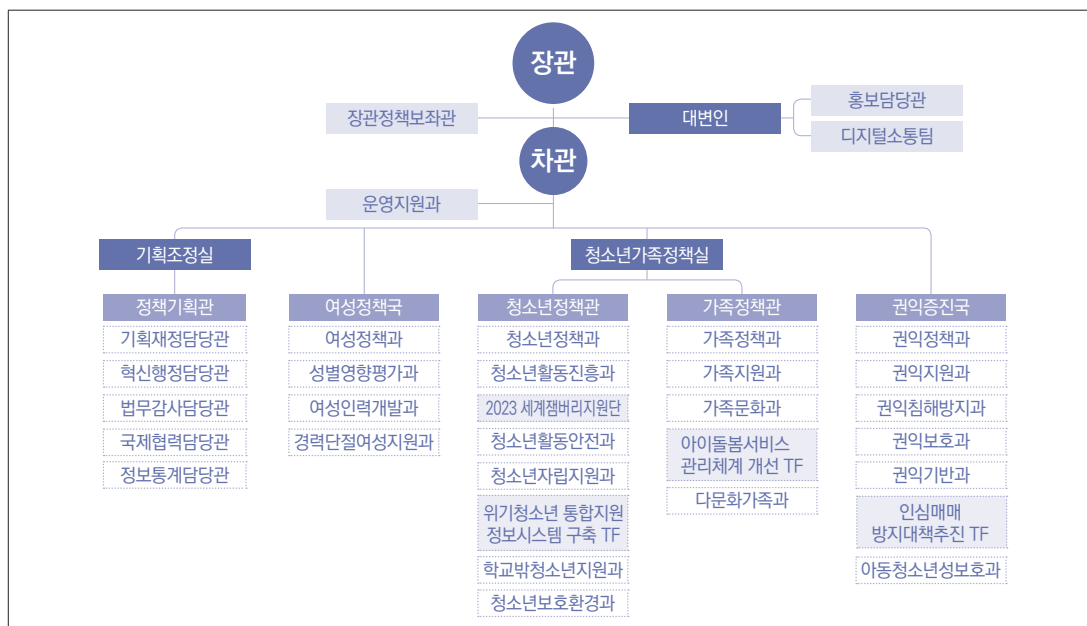 장관
장관정책보좌관
대변인
홍보담당관
디지털소통팀
차관
운영지원과
기획조정실
청소년가족정책실
정책기획관
기획재정담당관
혁신행정담당관
법무감사담당관
국제협력담당관
정보통계담당관
여성정책국
여성정책과
성별영향평가과
여성인력개발과
경력단절여성지원과
청소년정책관
청소년정책과
청소년활동진흥과
2023 세계잼버리지원단
청소년활동안전과
청소년자립지원과
위기청소년 통합지원
정보시스템 구축 TF
학교밖청소년지원과
청소년보호환경과
가족정책관
가족정책과
가족지원과
가족문화과
아이돌봄서비스
관리체계 개선 TF
다문화가족과
권익증진국
권익정책과
권익지원과
권익침해방지과
권익보호과
권익기반과
인심매매
방지대책추진 TF
아동청소년성보호과